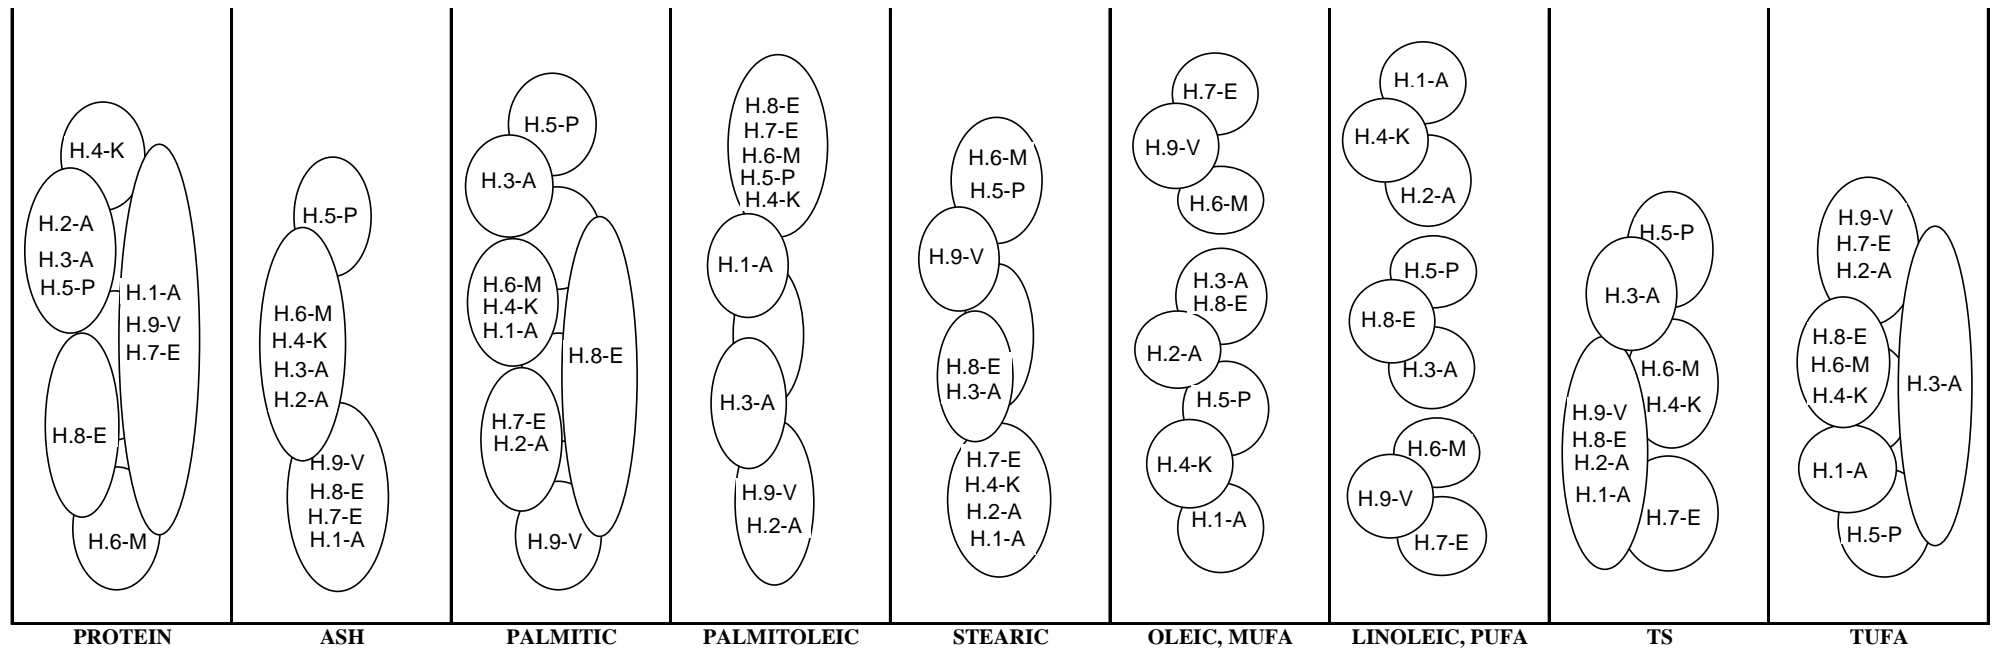 H.4-K
H.2-A
H.3-A
H.5-P
H.1-A
H.9-V
H.7-E
H.8-E
H.6-M
PROTEIN
H.5-P
H.6-M
H.4-K
H.3-A
H.2-A
H.9-V
H.8-E
H.7-E
H.1-A
ASH
H.5-P
H.3-A
H.6-M
H.4-K
H.1-A
H.8-E
H.7-E
H.2-A
H.9-V
PALMITIC
H.8-E
H.7-E
H.6-M
H.5-P
H.4-K
H.1-A
H.3-A
H.9-V
H.2-A
PALMITOLEIC
H.6-M
H.5-P
H.9-V
H.8-E
H.3-A
H.7-E
H.4-K
H.2-A
H.1-A
STEARIC
H.7-E
H.9-V
H.6-M
H.3-A
H.8-E
H.2-A
H.5-P
H.4-K
H.1-A
OLEIC, MUFA
H.1-A
H.4-K
H.2-A
H.5-P
H.8-E
H.3-A
H.6-M
H.9-V
H.7-E
LINOLEIC, PUFA
H.5-P
H.3-A
H.6-M
H.4-K
H.9-V
H.8-E
H.2-A
H.1-A
H.7-E
TS
H.9-V
H.7-E
H.2-A
H.8-E
H.6-M
H.4-K
H.3-A
H.1-A
H.5-P
TUFA